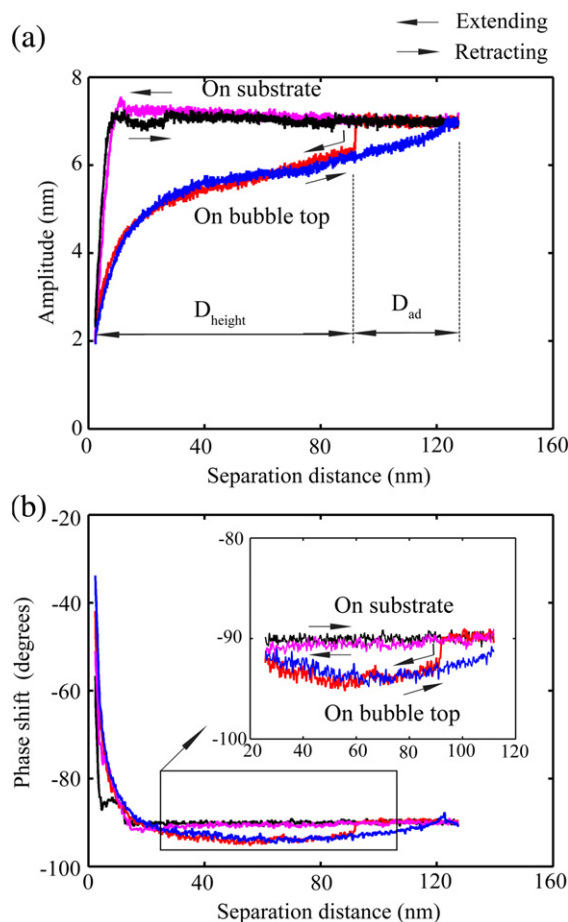 Extending
Retracting
(a)
On substrate
On bubble top
D height
D ad
Amplitude (nm)
8
6
4
2
0
0 40 80 120 160
Separation distance (nm)
(b)
Phase shift (degrees)
-20
-40
-60
-80
-100
-80
-90
-100
On substrate
On bubble top
20 40 60 80 100 120
0 40 80 120 160
Separation distance (nm)